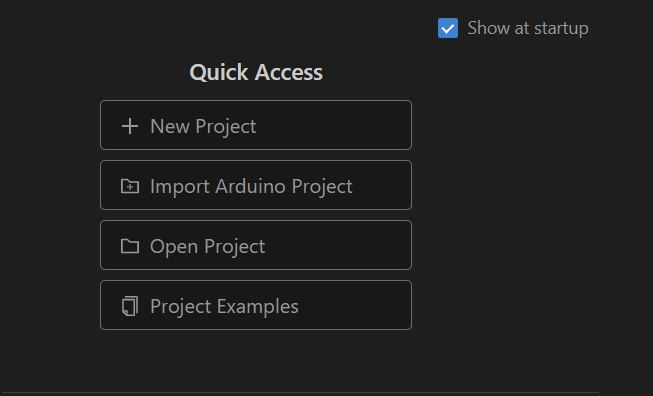 Show at startup
Quick Access
New Project
Import Arduino Project
Open Project
Project Examples